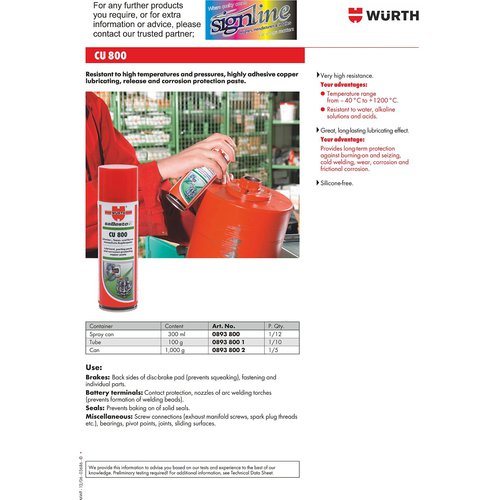 For any further products
you require, or for extra
information or advice, please
contact our trusted partner;
signline
WÜRTH
CU 800
Resistant to high temperatures and pressures, highly adhesive copper
lubricating, release and corrosion protection paste.
Very high resistance.
Your advantages:
Temperature range
from – 40 °C to +1200 °C.
Resistant to water, alkaline
solutions and acids.
Great, long-lasting lubricating effect.
Your advantage:
Provides long-term protection
against burning-on and seizing,
cold welding, wear, corrosion and
frictional corrosion.
Silicone-free.
WÜRTH
CU 800
Container Content Art. No. P. Qty.
Spray can 300 ml 0893 800 1/12
Tube 100 g 0893 800 1 1/10
Can 1,000 g 0893 800 2 1/5
Use:
Brakes: Back sides of disc-brake pad (prevents squeaking), fastening and
individual parts.
Battery terminals: Contact protection, nozzles of arc welding torches
(prevents formation of welding beads).
Seals: Prevents baking on of solid seals.
Miscellaneous: Screw connections (exhaust manifold screws, spark plug threads
etc.), bearings, pivot points, joints, sliding surfaces.
We provide this information to advise you based on our tests and experience to the best of our
knowledge. Preliminary testing required! For additional information, see Technical Data Sheet